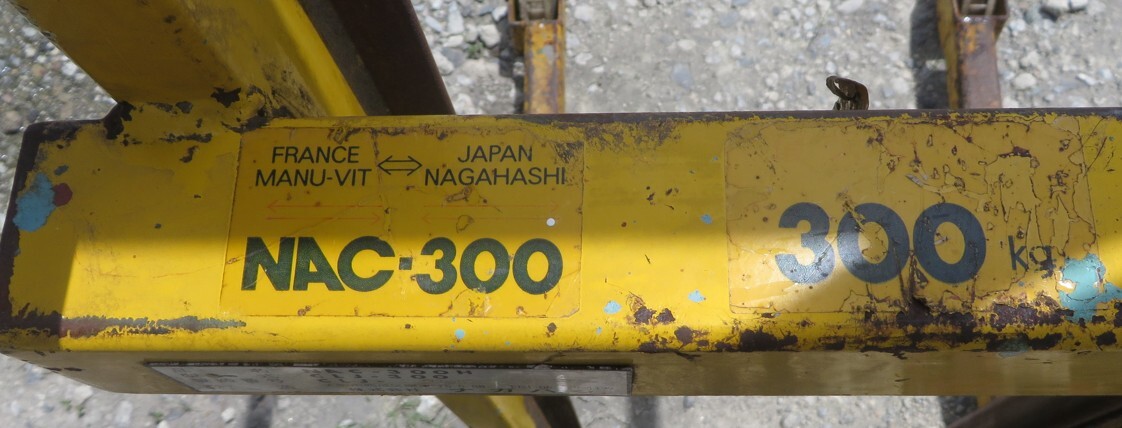 FRANCE ⇔ JAPAN
MANU-VIT NAGAHASHI
NAC-300
300 kg